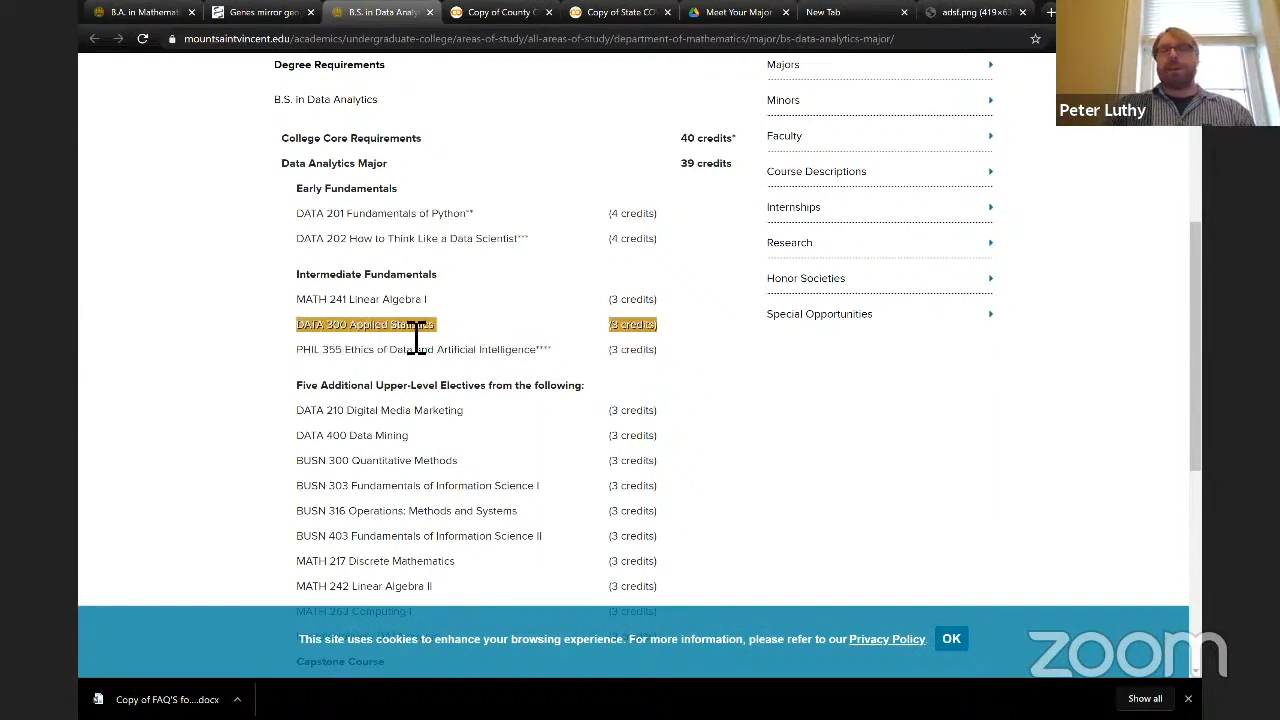 B.A. in Mathemat
Genes mirror geo
B.S. in Data Analy
Copy of County C
Copy of State CO
Meet Your Major
New Tab
adsf.png (419×63
mountsaintvincent.edu/academics/undergraduate-college/areas-of-study/all-areas-of-study/department-of-mathematics/major/bs-data-analytics-major/
Peter Luthy
Degree Requirements
B.S. in Data Analytics
College Core Requirements 40 credits*
Data Analytics Major 39 credits
Early Fundamentals
DATA 201 Fundamentals of Python** (4 credits)
DATA 202 How to Think Like a Data Scientist*** (4 credits)
Intermediate Fundamentals
MATH 241 Linear Algebra I (3 credits)
DATA 300 Applied Statistics (3 credits)
PHIL 355 Ethics of Data and Artificial Intelligence**** (3 credits)
Five Additional Upper-Level Electives from the following:
DATA 210 Digital Media Marketing (3 credits)
DATA 400 Data Mining (3 credits)
BUSN 300 Quantitative Methods (3 credits)
BUSN 303 Fundamentals of Information Science I (3 credits)
BUSN 316 Operations: Methods and Systems (3 credits)
BUSN 403 Fundamentals of Information Science II (3 credits)
MATH 217 Discrete Mathematics (3 credits)
MATH 242 Linear Algebra II (3 credits)
MATH 263 Computing I (3 credits)
Capstone Course
Majors
Minors
Faculty
Course Descriptions
Internships
Research
Honor Societies
Special Opportunities
This site uses cookies to enhance your browsing experience. For more information, please refer to our Privacy Policy. OK
zoom
Copy of FAQ'S fo....docx
Show all